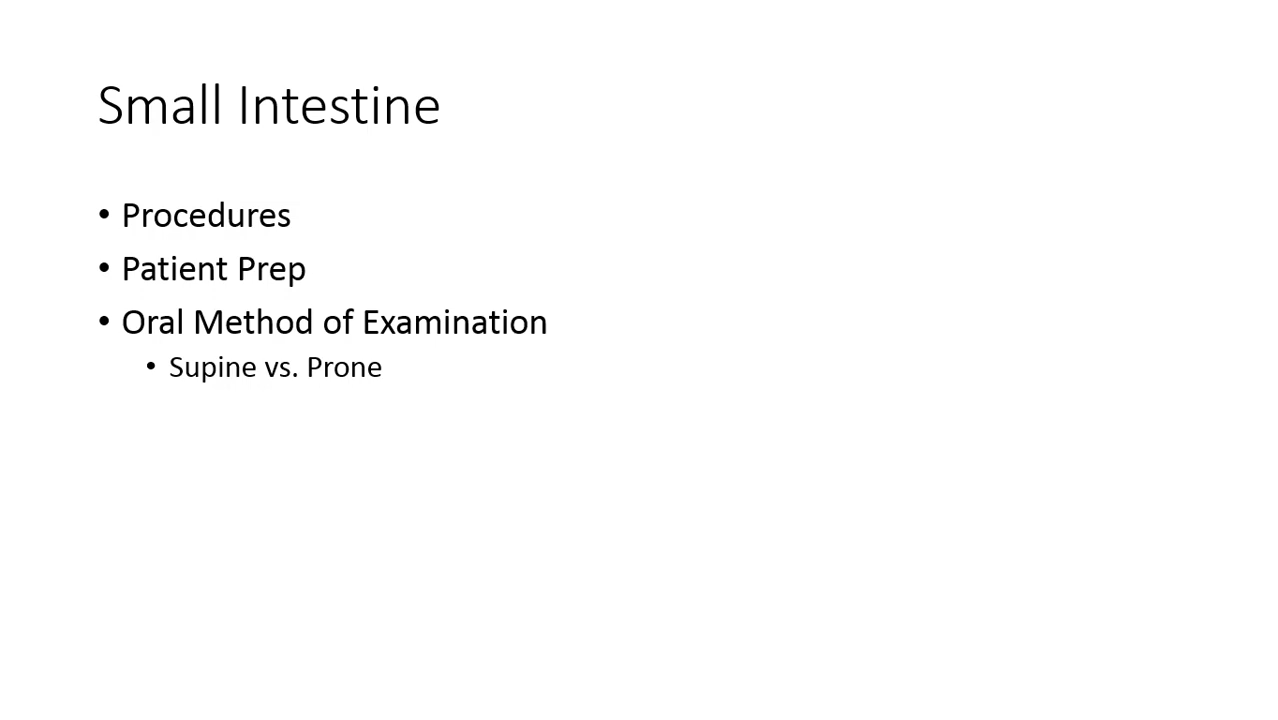 Small Intestine
• Procedures
• Patient Prep
• Oral Method of Examination
• Supine vs. Prone